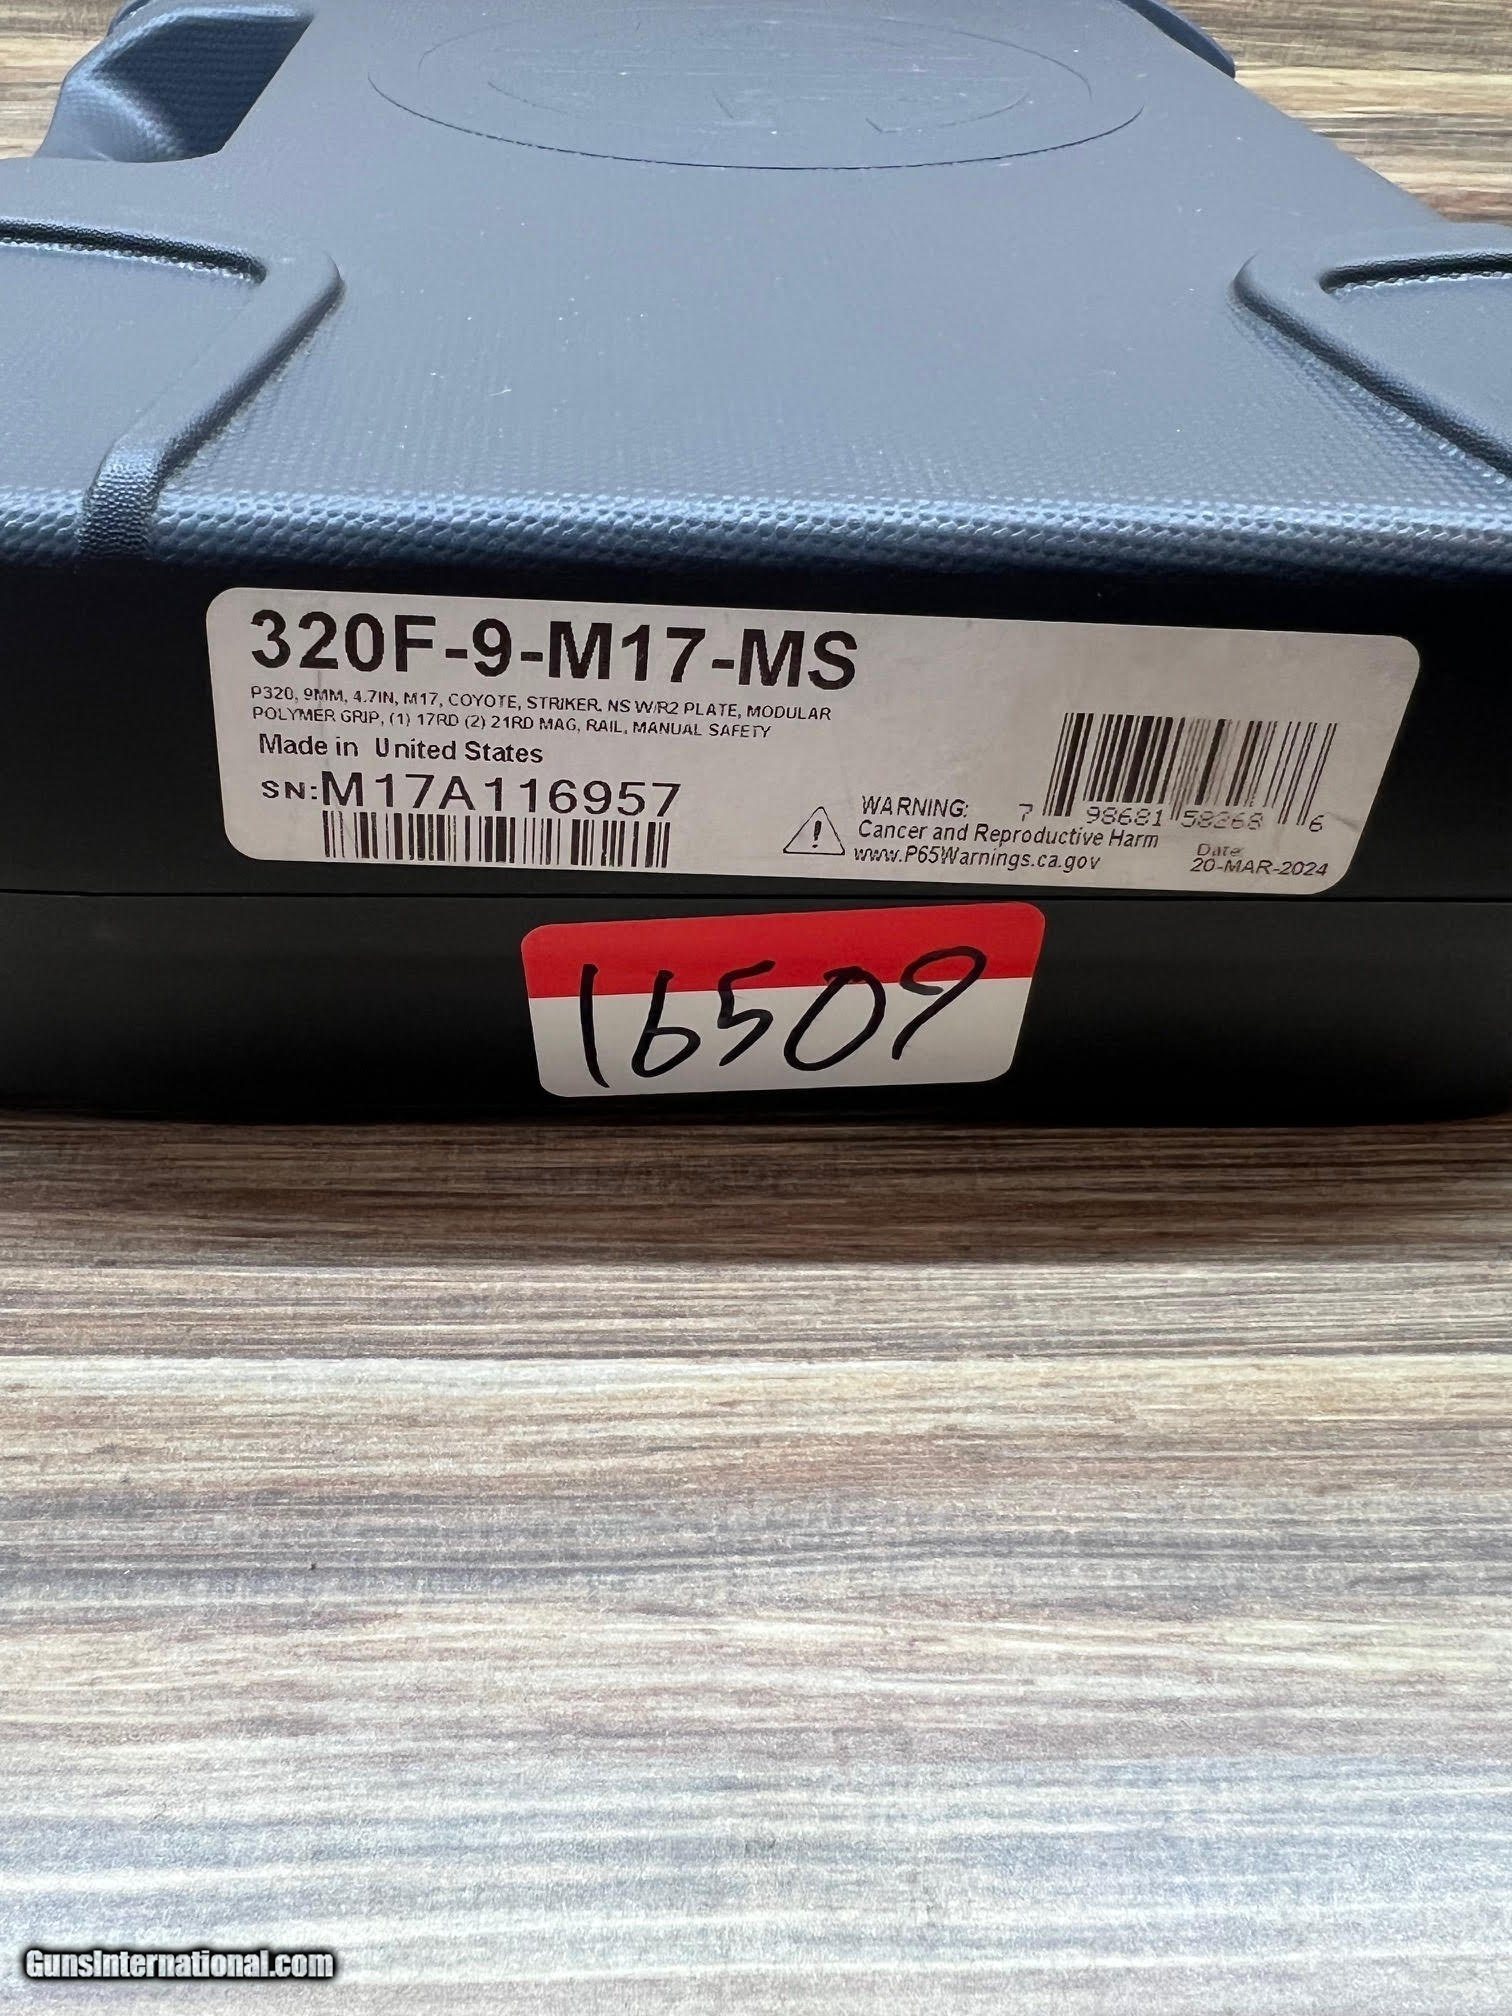 320F-9-M17-MS
P320, 9MM, 4.7IN, M17, COYOTE, STRIKER, NS W/R2 PLATE, MODULAR
POLYMER GRIP, (1) 17RD (2) 21RD MAG, RAIL, MANUAL SAFETY
Made in United States
SN:M17A116957
WARNING:
Cancer and Reproductive Harm
www.P65Warnings.ca.gov
7 98681 58268 6
Date
20-MAR-2024
16509
GunsInternational.com